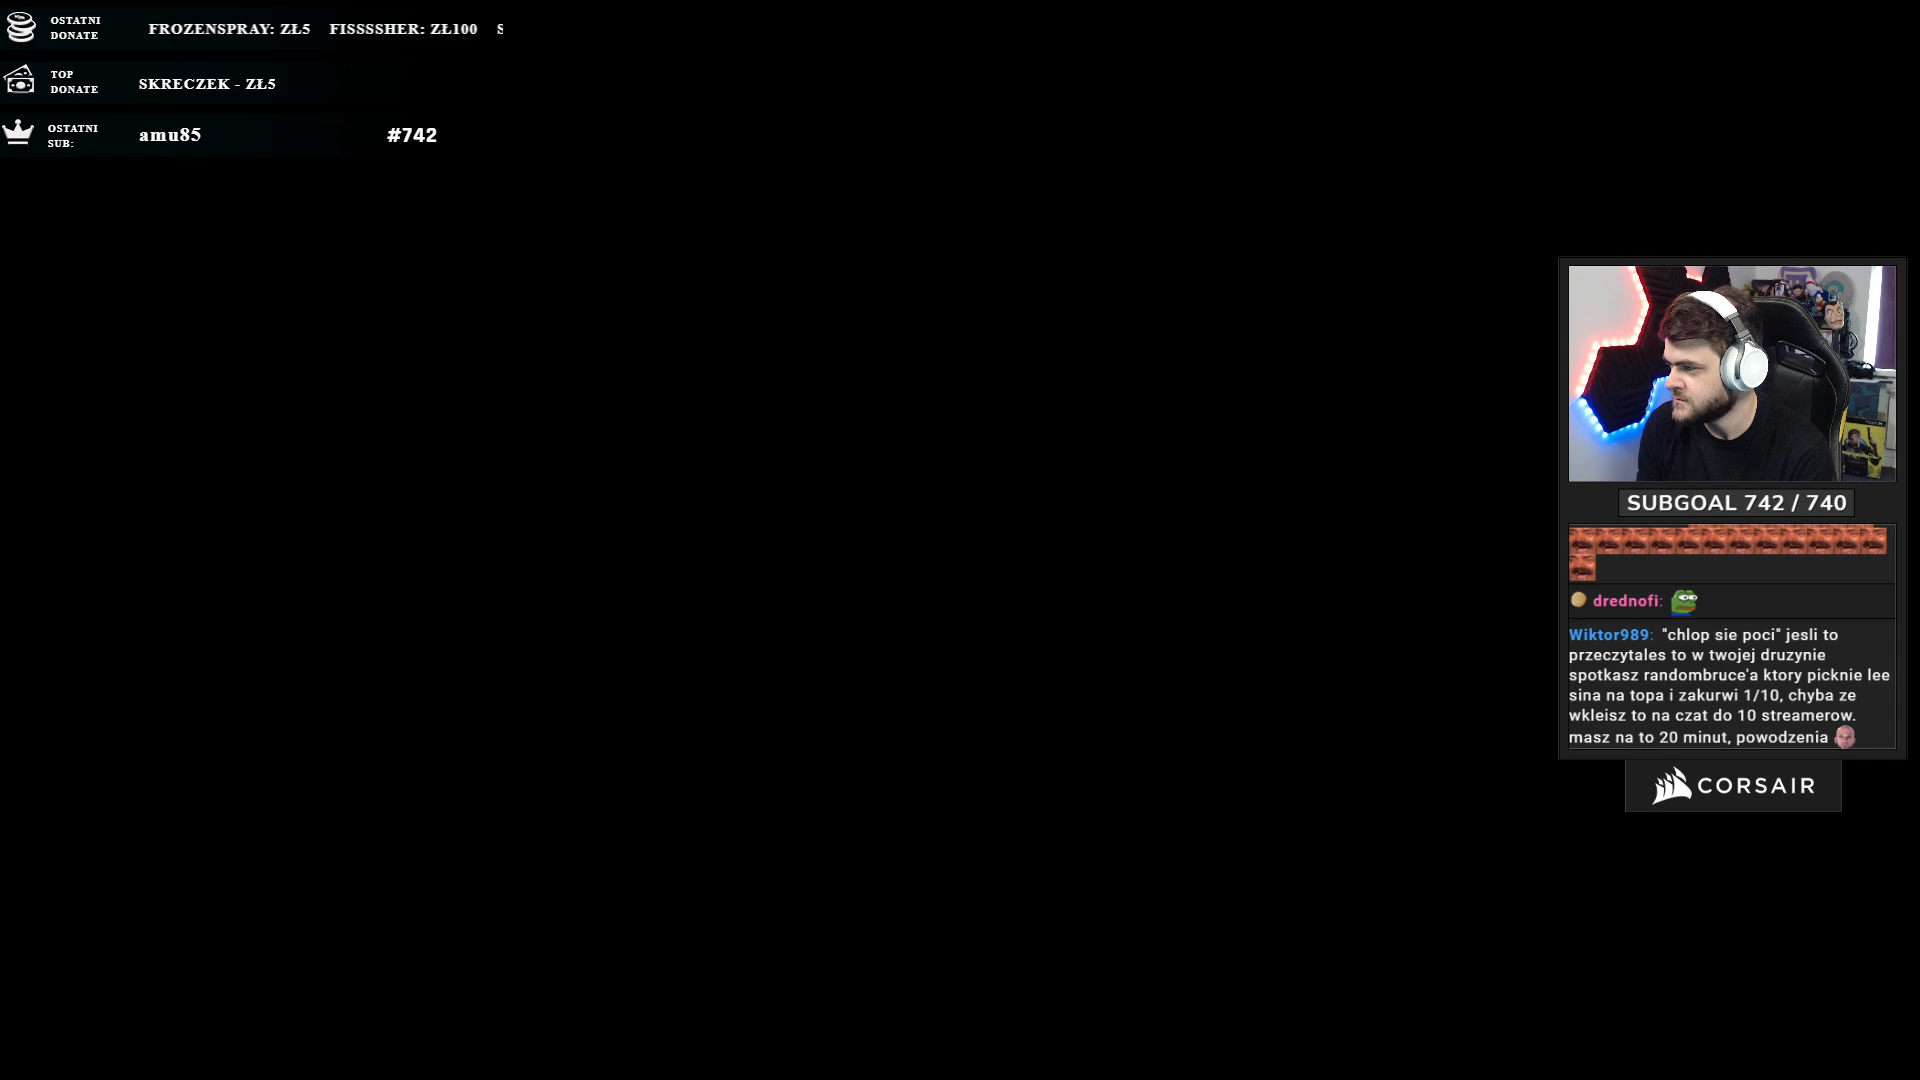 OSTATNI
DONATE
FROZENSPRAY: ZŁ5 FISSSSHER: ZŁ100
TOP
DONATE
SKRECZEK - ZŁ5
OSTATNI
SUB:
amu85 #742
SUBGOAL 742 / 740
drednofi:
Wiktor989: "chlop sie poci" jesli to
przeczytales to w twojej druzynie
spotkasz randombruce'a ktory picknie lee
sina na topa i zakurwi 1/10, chyba ze
wkleisz to na czat do 10 streamerow.
masz na to 20 minut, powodzenia
CORSAIR